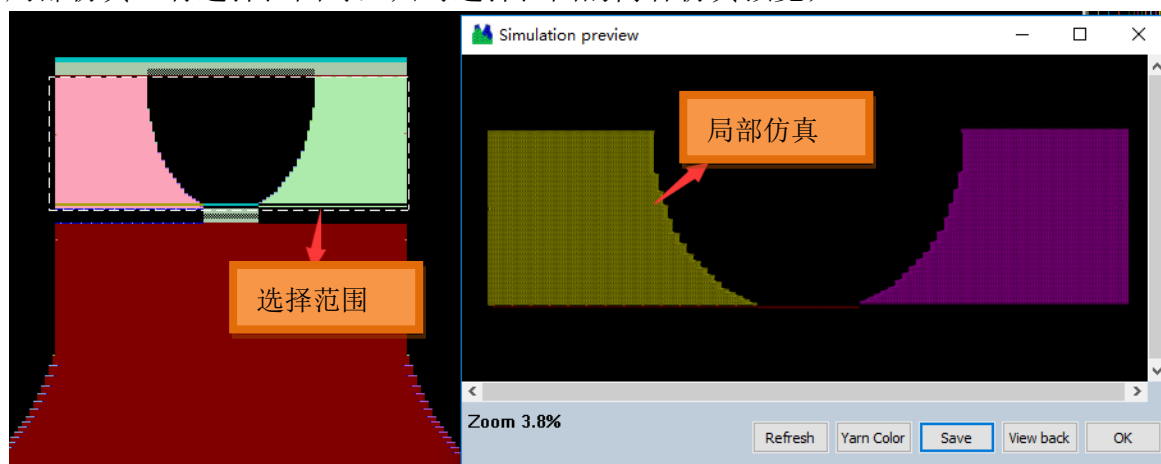 Simulation preview
局部仿真
选择范围
Zoom 3.8%
Refresh
Yarn Color
Save
View back
OK